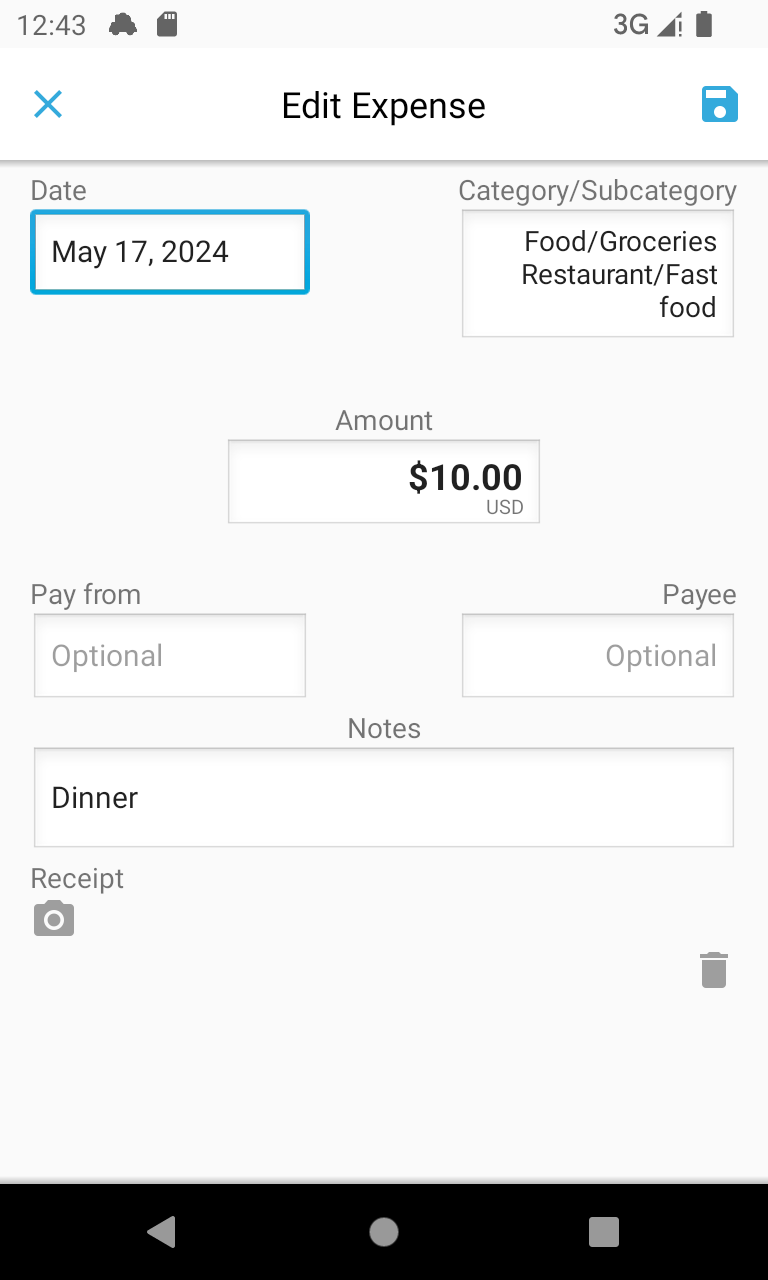 12:43
3G
Edit Expense
Date
Category/Subcategory
May 17, 2024
Food/Groceries
Restaurant/Fast
food
Amount
$10.00
USD
Pay from
Payee
Optional
Optional
Notes
Dinner
Receipt